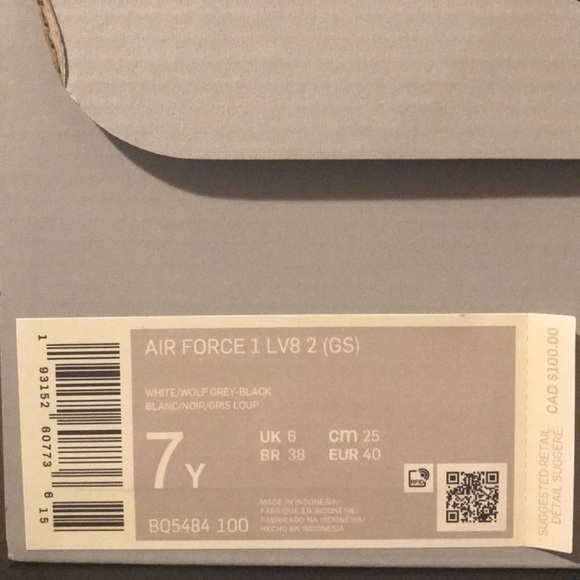 AIR FORCE 1 LV8 2 (GS)
WHITE/WOLF GREY-BLACK
BLANC/NOIR/GRIS LOUP
7Y
UK 6 cm 25
BR 38 EUR 40
BQ5484 100
MADE IN INDONESIA/
FABRIQUE EN INDONESIE/
FABRICADO NA INDONÉSIA/
HECHO EN INDONESIA
RFID
1 93152 60773 6 15
SUGGESTED RETAIL CAD $100.00
DETAIL SUGGÉRÉ